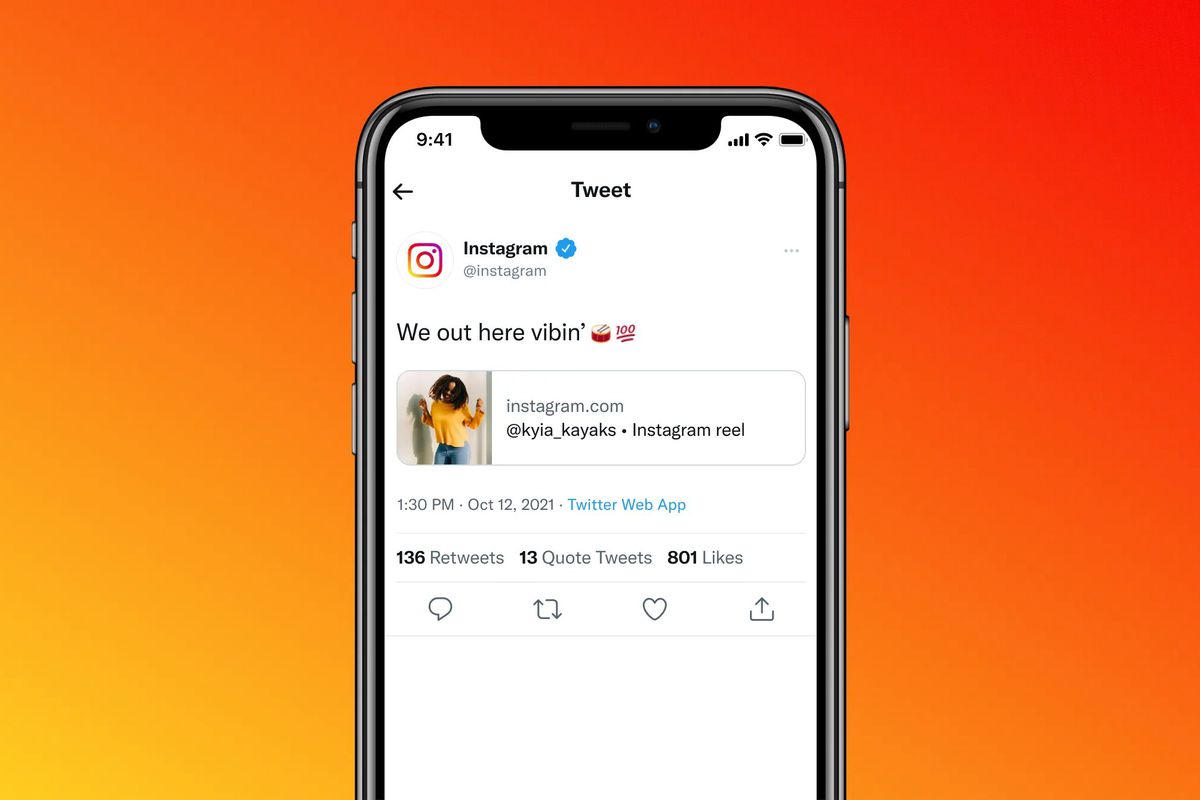 9:41
Tweet
Instagram
@instagram
We out here vibin’ 🥁💯
instagram.com
@kyia_kayaks • Instagram reel
1:30 PM · Oct 12, 2021 · Twitter Web App
136 Retweets 13 Quote Tweets 801 Likes